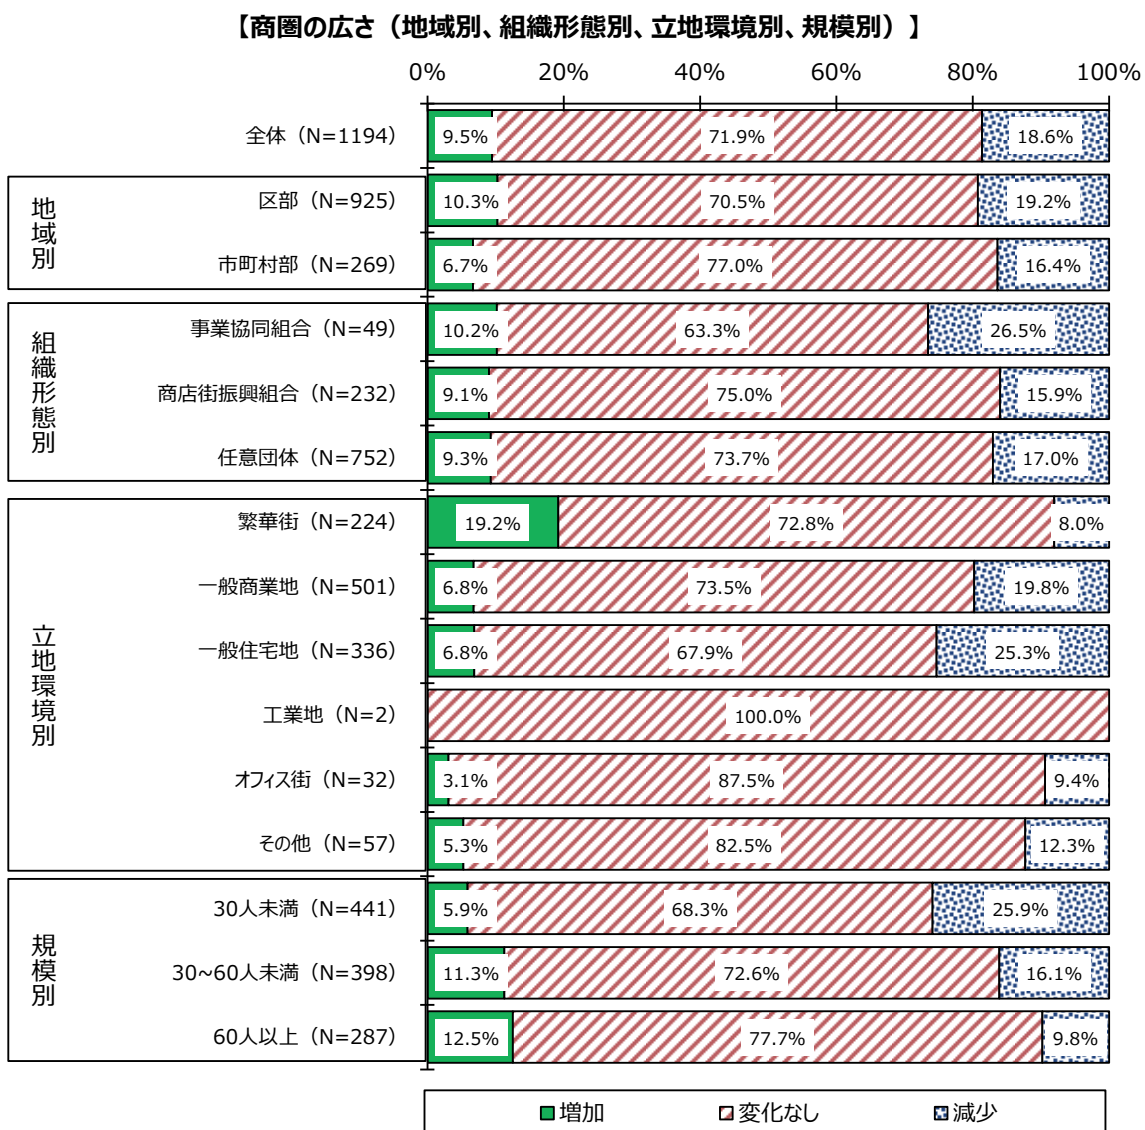 【商圏の広さ（地域別、組織形態別、立地環境別、規模別）】
0% 20% 40% 60% 80% 100%
全体（N=1194） 9.5% 71.9% 18.6%
地域別
区部（N=925） 10.3% 70.5% 19.2%
市町村部（N=269） 6.7% 77.0% 16.4%
組織形態別
事業協同組合（N=49） 10.2% 63.3% 26.5%
商店街振興組合（N=232） 9.1% 75.0% 15.9%
任意団体（N=752） 9.3% 73.7% 17.0%
立地環境別
繁華街（N=224） 19.2% 72.8% 8.0%
一般商業地（N=501） 6.8% 73.5% 19.8%
一般住宅地（N=336） 6.8% 67.9% 25.3%
工業地（N=2） 100.0%
オフィス街（N=32） 3.1% 87.5% 9.4%
その他（N=57） 5.3% 82.5% 12.3%
規模別
30人未満（N=441） 5.9% 68.3% 25.9%
30~60人未満（N=398） 11.3% 72.6% 16.1%
60人以上（N=287） 12.5% 77.7% 9.8%
増加 変化なし 減少